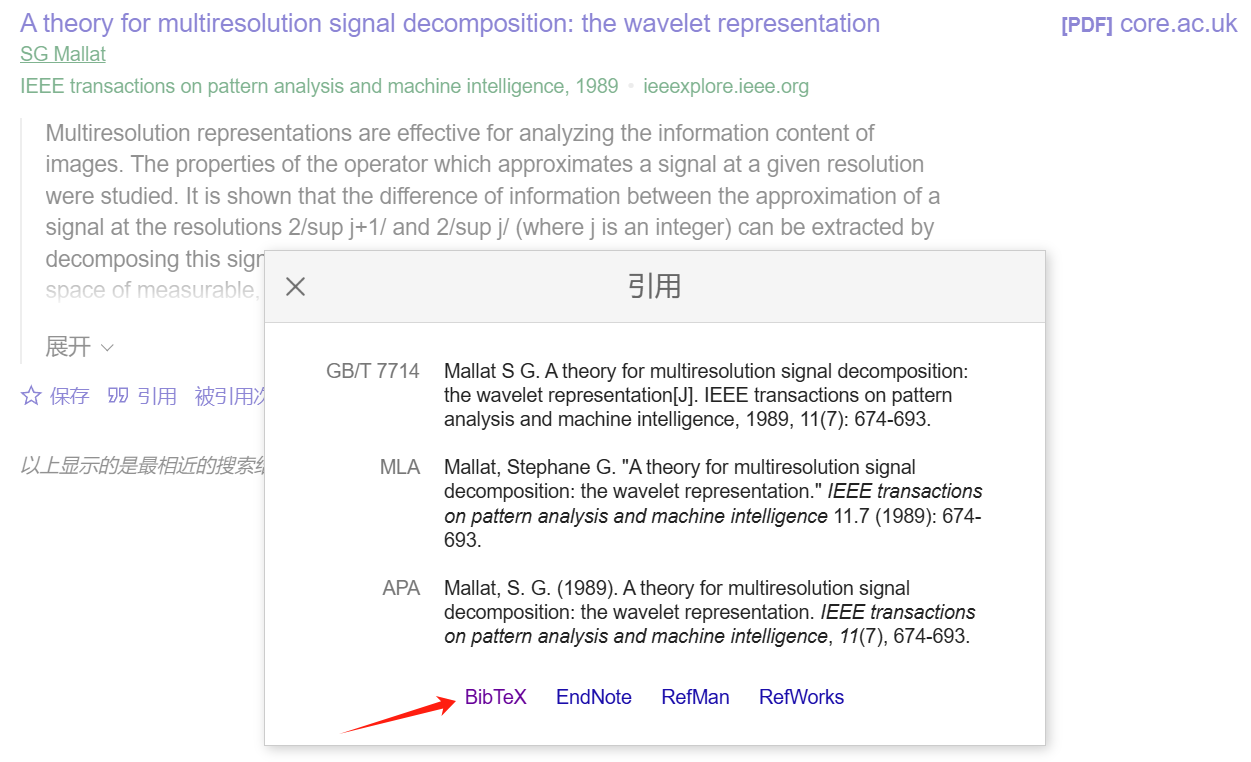 A theory for multiresolution signal decomposition: the wavelet representation
[PDF] core.ac.uk
SG Mallat
IEEE transactions on pattern analysis and machine intelligence, 1989 • ieeexplore.ieee.org
Multiresolution representations are effective for analyzing the information content of
images. The properties of the operator which approximates a signal at a given resolution
were studied. It is shown that the difference of information between the approximation of a
signal at the resolutions 2/sup j+1/ and 2/sup j/ (where j is an integer) can be extracted by
decomposing this
space of measurable,
展开
保存 引用 被引用
以上显示的是最相近的搜索
引用
GB/T 7714
Mallat S G. A theory for multiresolution signal decomposition:
the wavelet representation[J]. IEEE transactions on pattern
analysis and machine intelligence, 1989, 11(7): 674-693.
MLA
Mallat, Stephane G. "A theory for multiresolution signal
decomposition: the wavelet representation." IEEE transactions
on pattern analysis and machine intelligence 11.7 (1989): 674-
693.
APA
Mallat, S. G. (1989). A theory for multiresolution signal
decomposition: the wavelet representation. IEEE transactions
on pattern analysis and machine intelligence, 11(7), 674-693.
BibTeX EndNote RefMan RefWorks